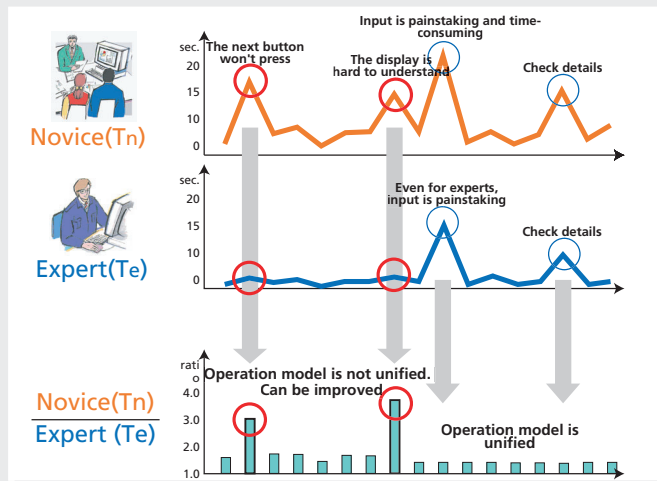 Input is painstaking and time-
consuming
sec.
The next button
won't press
The display is
hard to understand
Check details
20
15
10
0
Novice(Tn)
sec.
Even for experts,
input is painstaking
Check details
20
15
10
0
Expert(Te)
rati
o
Operation model is not unified.
Can be improved
4.0
3.0
2.0
1.0
Novice(Tn)
Expert (Te)
Operation model is
unified